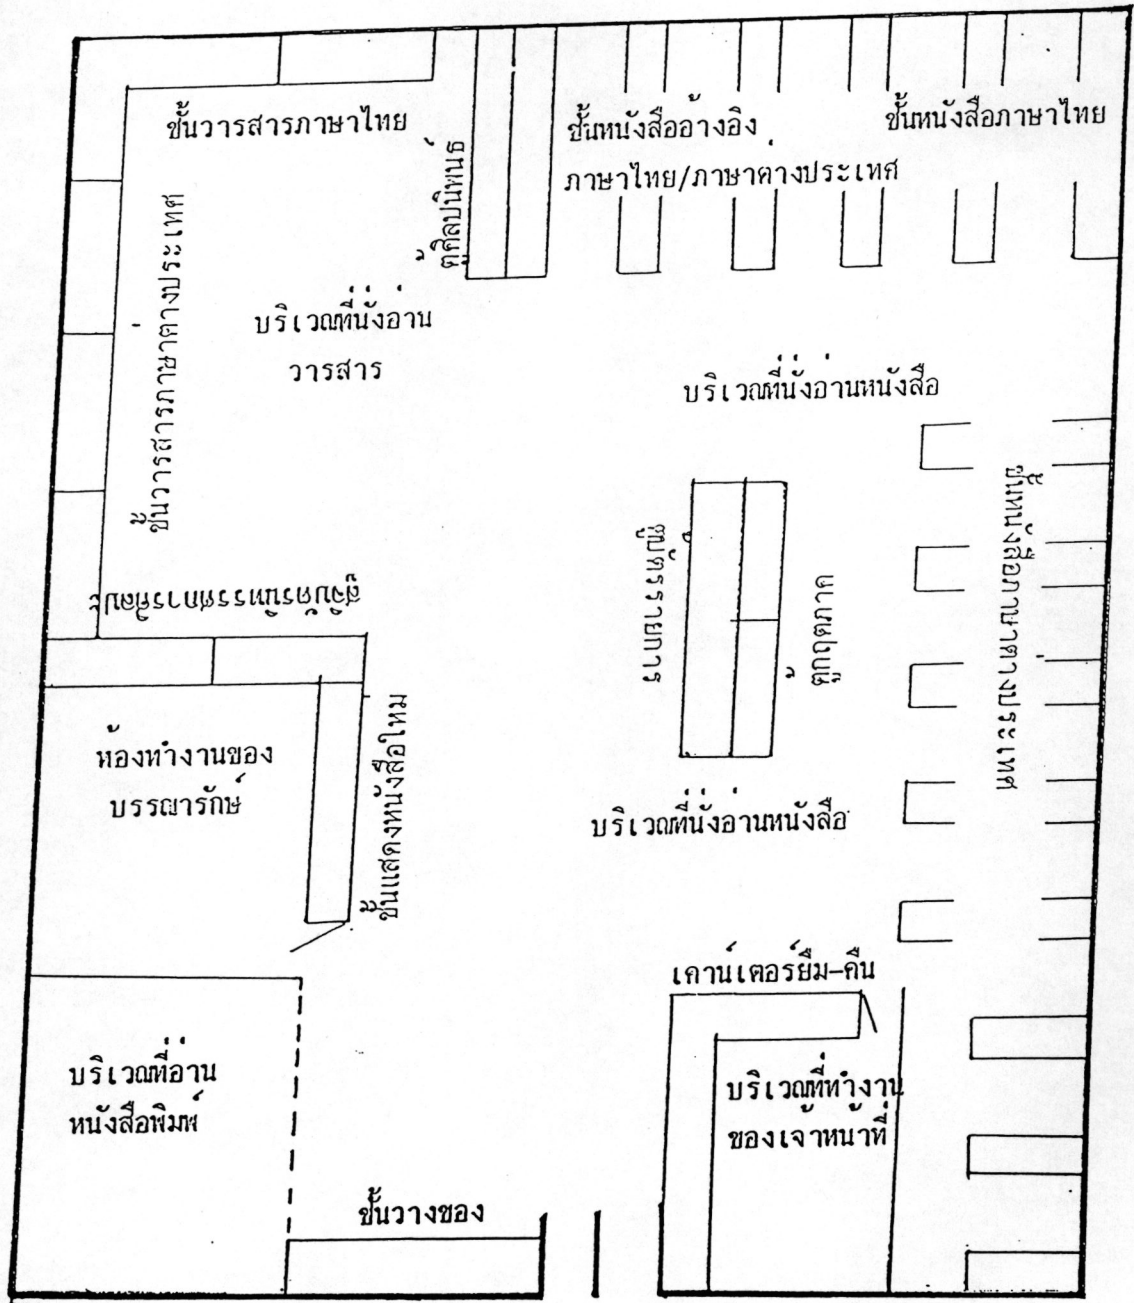 ชั้นวารสารภาษาไทย
ชั้นหนังสืออ้างอิง
ภาษาไทย/ภาษาต่างประเทศ
ชั้นหนังสือภาษาไทย
ตู้ศิลปนิพนธ์
ชั้นวารสารภาษาต่างประเทศ
บริเวณที่นั่งอ่าน
วารสาร
บริเวณที่นั่งอ่านหนังสือ
ชั้นหนังสือภาษาต่างประเทศ
ตู้บัตรรายการ
ตู้กฤตภาค
สูจิบัตรนิทรรศการศิลปะ
ห้องทำงานของ
บรรณารักษ์
ชั้นแสดงหนังสือใหม่
บริเวณที่นั่งอ่านหนังสือ
เคาน์เตอร์ยืม-คืน
บริเวณที่อ่าน
หนังสือพิมพ์
บริเวณที่ทำงาน
ของเจ้าหน้าที่
ชั้นวางของ